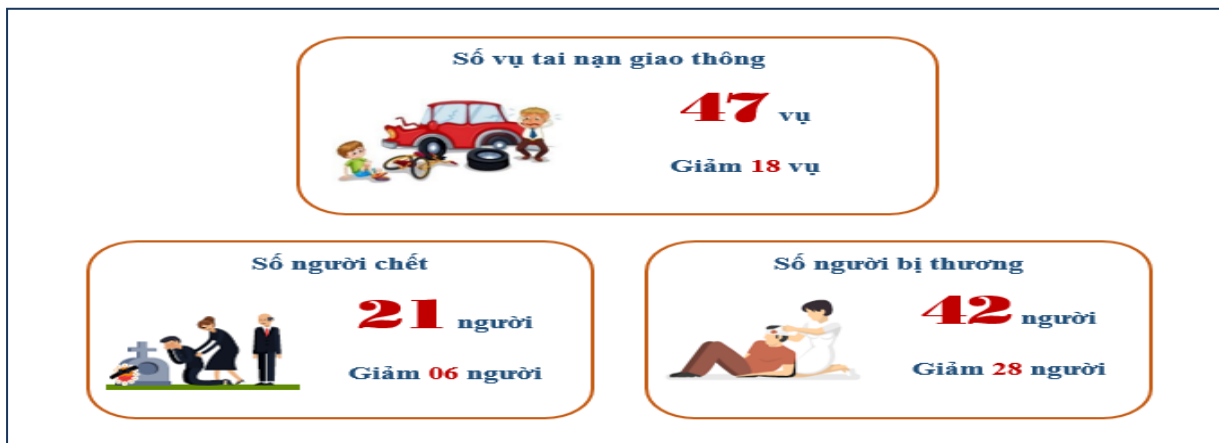 Số vụ tai nạn giao thông
47 vụ
Giảm 18 vụ
Số người chết
21 người
Giảm 06 người
Số người bị thương
42 người
Giảm 28 người